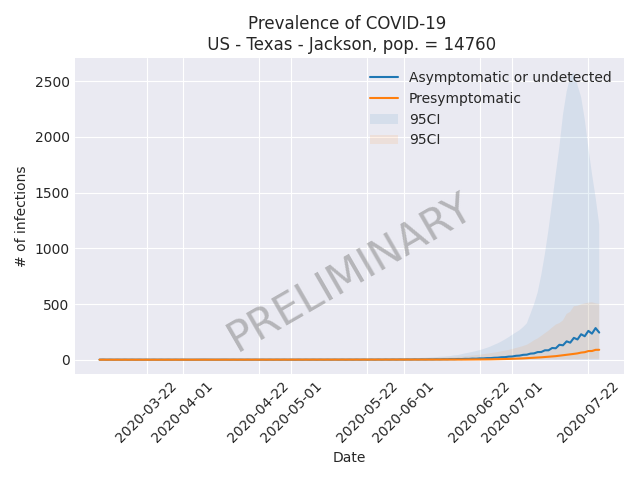 Prevalence of COVID-19
US - Texas - Jackson, pop. = 14760
Asymptomatic or undetected
Presymptomatic
95CI
95CI
2500
2000
1500
1000
500
0
# of infections
PRELIMINARY
2020-03-22
2020-04-01
2020-04-22
2020-05-01
2020-05-22
2020-06-01
2020-06-22
2020-07-01
2020-07-22
Date